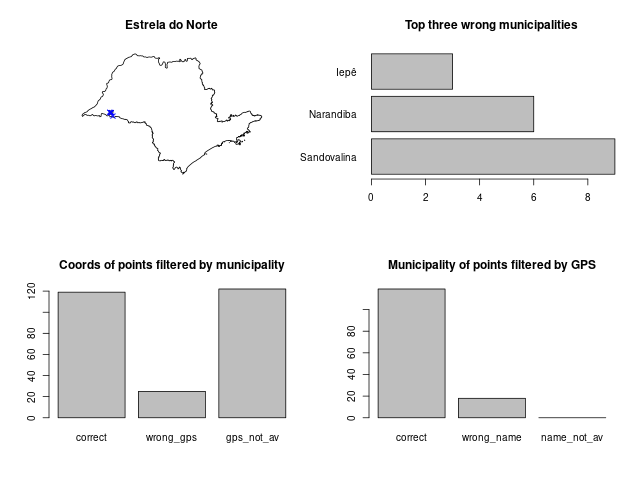 Estrela do Norte
Top three wrong municipalities
Iepê
Narandiba
Sandovalina
0 2 4 6 8
Coords of points filtered by municipality
0 20 40 60 80 120
correct wrong_gps gps_not_av
Municipality of points filtered by GPS
0 20 40 60 80
correct wrong_name name_not_av